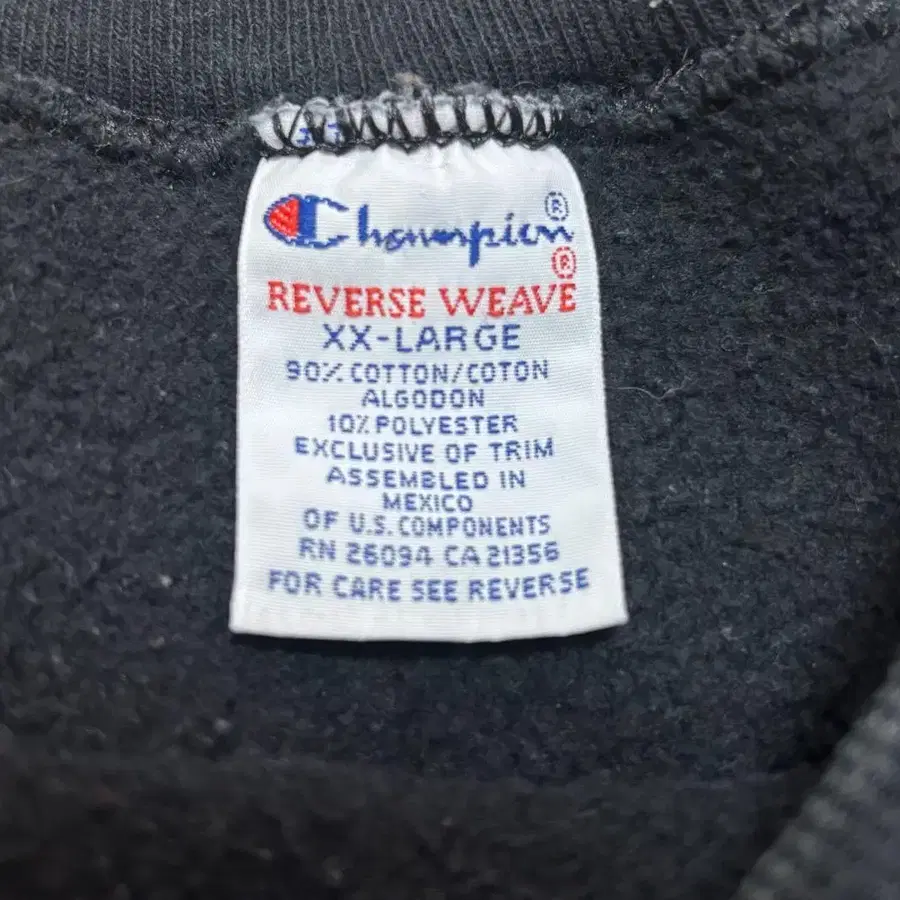 Champion®
®
REVERSE WEAVE
XX-LARGE
90% COTTON/COTON
ALGODON
10% POLYESTER
EXCLUSIVE OF TRIM
ASSEMBLED IN
MEXICO
OF U.S. COMPONENTS
RN 26094 CA 21356
FOR CARE SEE REVERSE